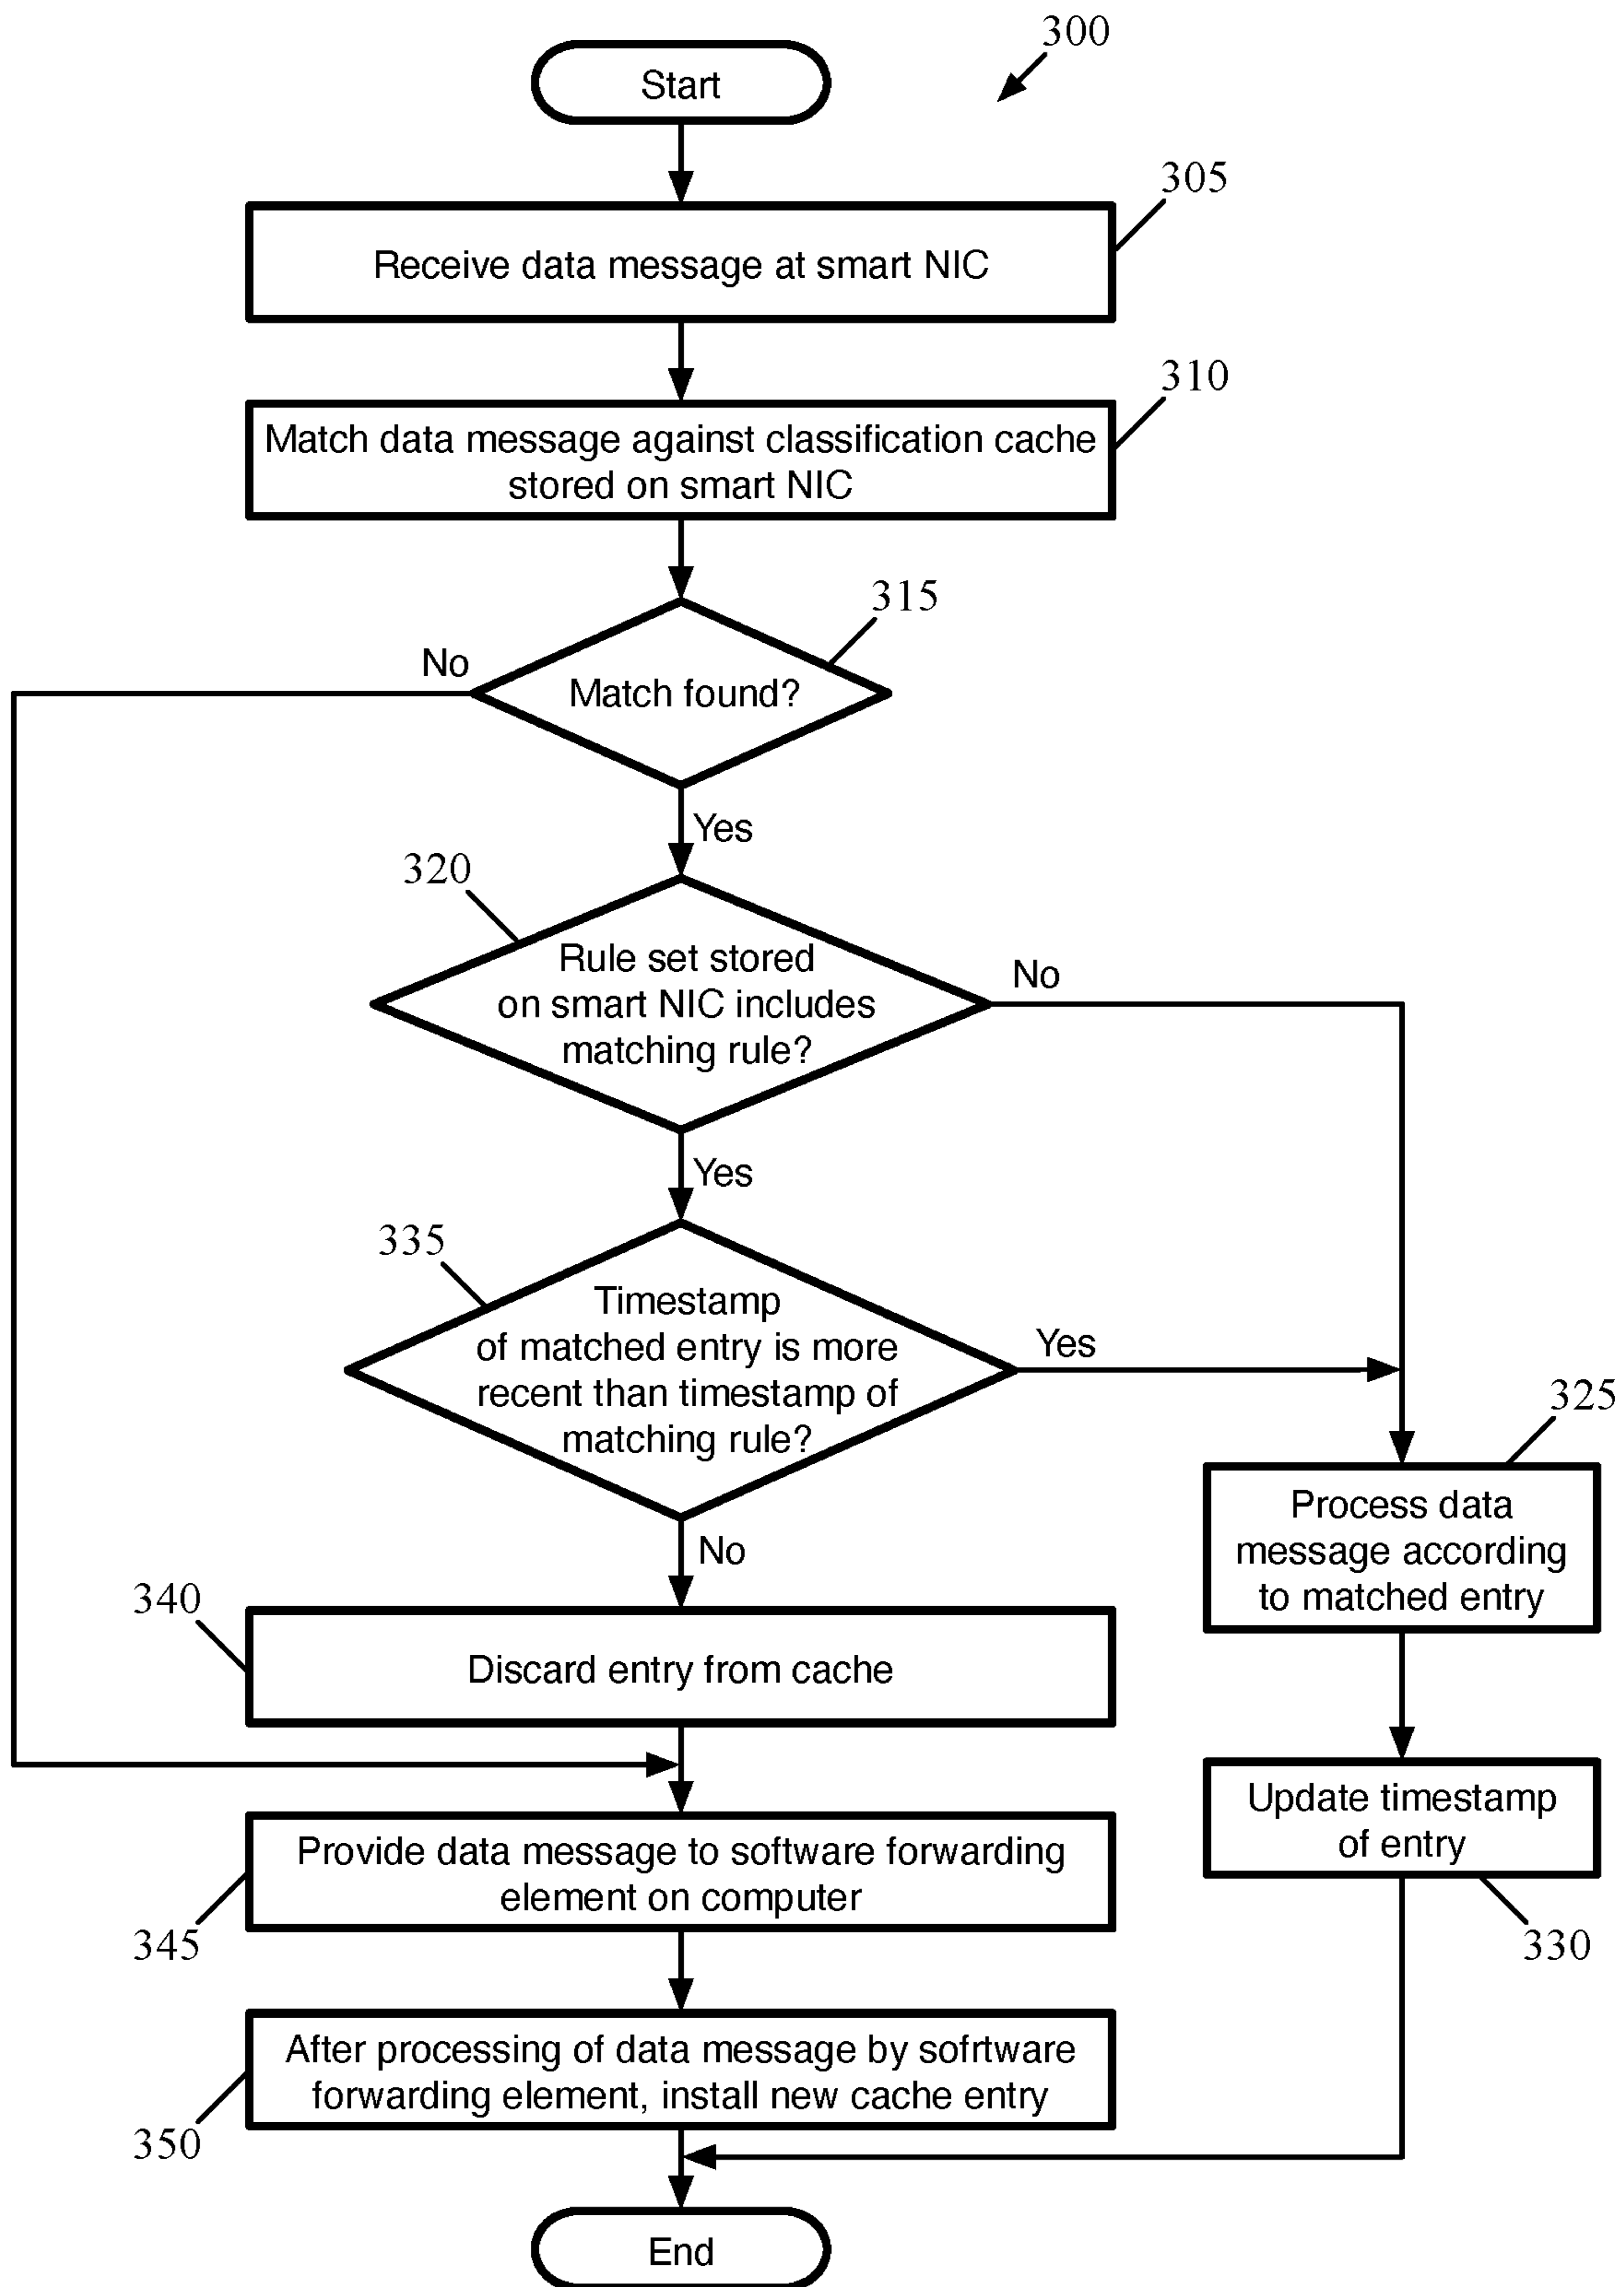 300
Start
305
Receive data message at smart NIC
310
Match data message against classification cache
stored on smart NIC
315
No
Match found?
Yes
320
Rule set stored
on smart NIC includes
matching rule?
No
Yes
335
Timestamp
of matched entry is more
recent than timestamp of
matching rule?
Yes
325
Process data
message according
to matched entry
No
340
Discard entry from cache
Update timestamp
of entry
330
Provide data message to software forwarding
element on computer
345
After processing of data message by sofrtware
forwarding element, install new cache entry
350
End